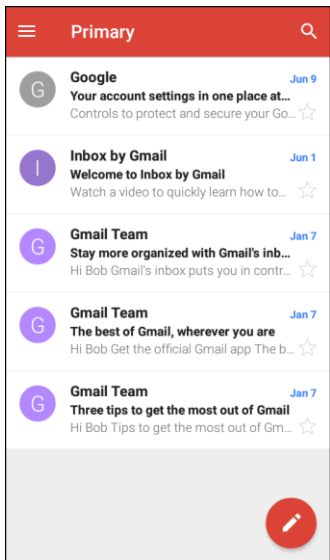 Primary
G
Google
Jun 9
Your account settings in one place at...
Controls to protect and secure your Go...
I
Inbox by Gmail
Jun 1
Welcome to Inbox by Gmail
Watch a video to quickly learn how to...
G
Gmail Team
Jan 7
Stay more organized with Gmail's inb...
Hi Bob Gmail's inbox puts you in contr...
G
Gmail Team
Jan 7
The best of Gmail, wherever you are
Hi Bob Get the official Gmail app The b...
G
Gmail Team
Jan 7
Three tips to get the most out of Gmail
Hi Bob Tips to get the most out of Gm...